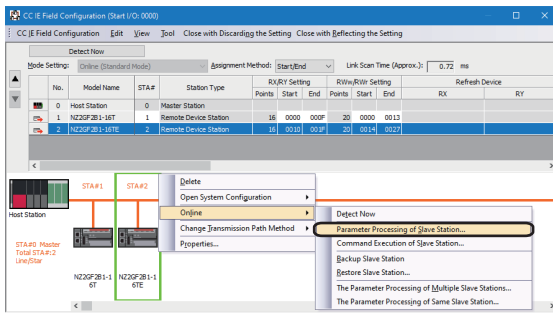 CC IE Field Configuration (Start I/O: 0000)
CC IE Field Configuration Edit View Tool Close with Discarding the Setting Close with Reflecting the Setting
Detect Now
Mode Setting: Online (Standard Mode) Assignment Method: Start/End Link Scan Time (Approx.): 0.72 ms
No. Model Name STA# Station Type RX/RY Setting RWw/RWr Setting Refresh Device
Points Start End Points Start End RX RY
0 Host Station 0 Master Station
1 NZ2GF2B1-16T 1 Remote Device Station 16 0000 000F 20 0000 0013
2 NZ2GF2B1-16TE 2 Remote Device Station 16 0010 001F 20 0014 0027
STA#1 STA#2
Host Station
STA#0 Master
Total STA#:2
Line/Star
NZ2GF2B1-1
6T
NZ2GF2B1-1
6TE
Delete
Open System Configuration
Online
Change Transmission Path Method
Properties...
Detect Now
Parameter Processing of Slave Station...
Command Execution of Slave Station...
Backup Slave Station
Restore Slave Station...
The Parameter Processing of Multiple Slave Stations...
The Parameter Processing of Same Slave Station...